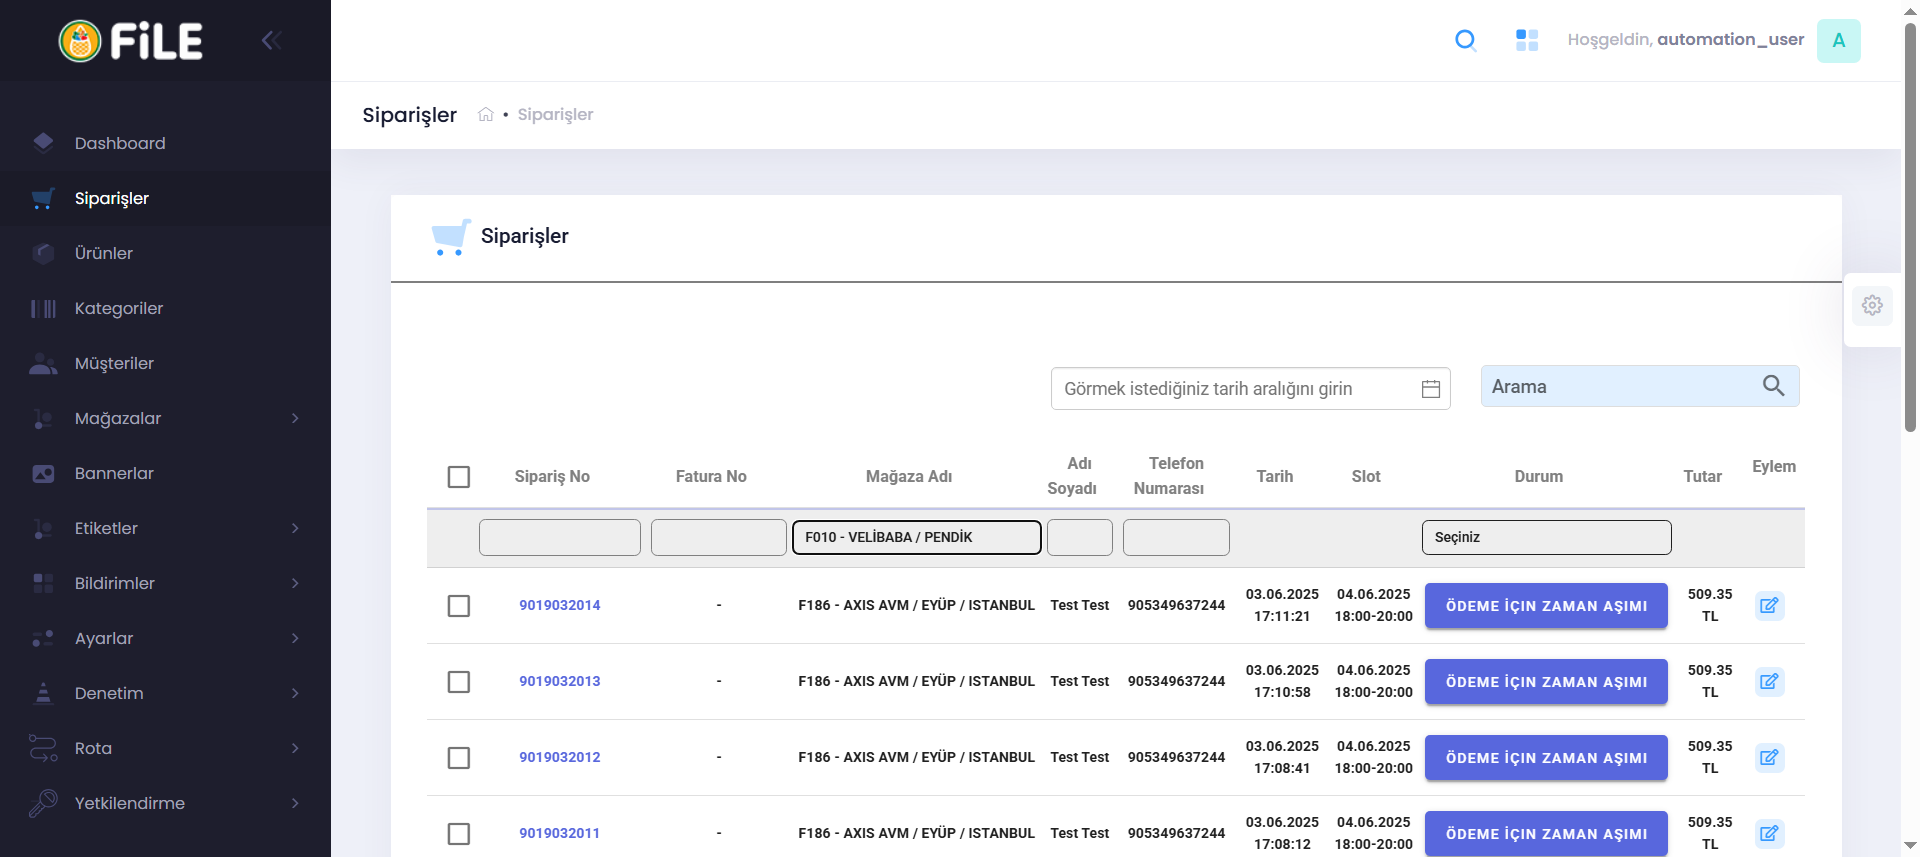 FiLE
Hoşgeldin, automation_user
A
Siparişler • Siparişler
Dashboard
Siparişler
Ürünler
Kategoriler
Müşteriler
Mağazalar
Bannerlar
Etiketler
Bildirimler
Ayarlar
Denetim
Rota
Yetkilendirme
Siparişler
Görmek istediğiniz tarih aralığını girin
Arama
Sipariş No
Fatura No
Mağaza Adı
Adı
Soyadı
Telefon
Numarası
Tarih
Slot
Durum
Tutar
Eylem
F010 - VELİBABA / PENDİK
Seçiniz
9019032014 - F186 - AXIS AVM / EYÜP / ISTANBUL Test Test 905349637244 03.06.2025 04.06.2025 ÖDEME İÇİN ZAMAN AŞIMI 509.35
17:11:21 18:00-20:00 TL
9019032013 - F186 - AXIS AVM / EYÜP / ISTANBUL Test Test 905349637244 03.06.2025 04.06.2025 ÖDEME İÇİN ZAMAN AŞIMI 509.35
17:10:58 18:00-20:00 TL
9019032012 - F186 - AXIS AVM / EYÜP / ISTANBUL Test Test 905349637244 03.06.2025 04.06.2025 ÖDEME İÇİN ZAMAN AŞIMI 509.35
17:08:41 18:00-20:00 TL
9019032011 - F186 - AXIS AVM / EYÜP / ISTANBUL Test Test 905349637244 03.06.2025 04.06.2025 ÖDEME İÇİN ZAMAN AŞIMI 509.35
17:08:12 18:00-20:00 TL